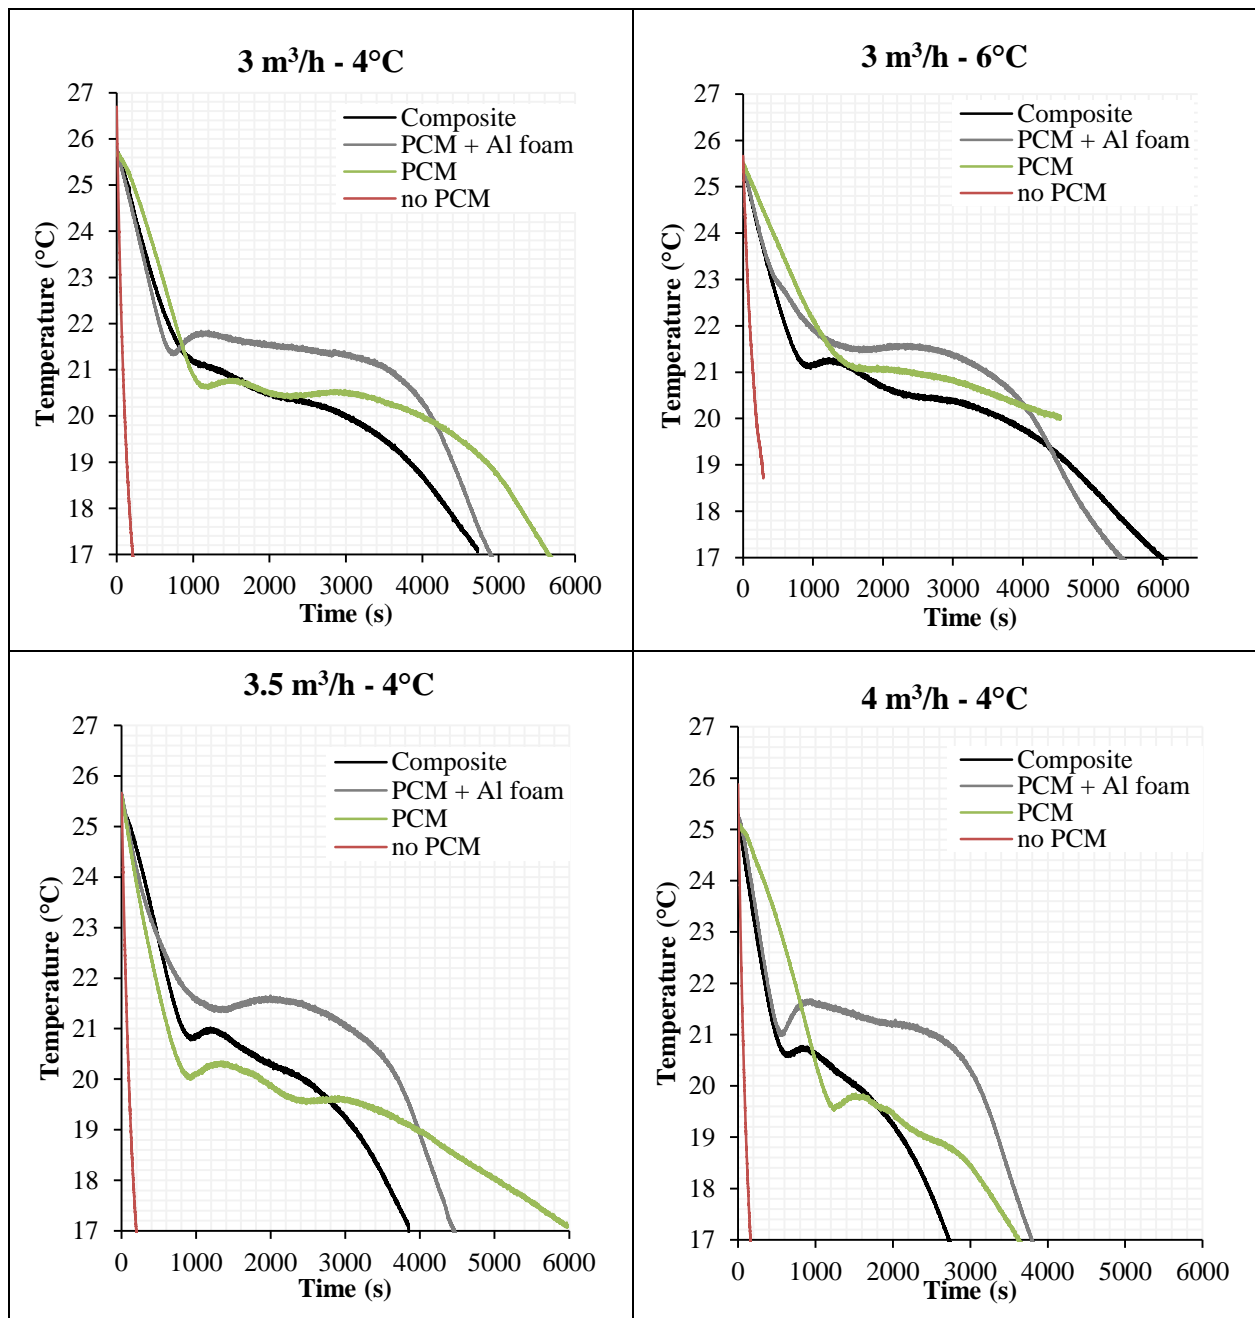 3 m³/h - 4°C
Composite
PCM + Al foam
PCM
no PCM
Temperature (°C)
27
26
25
24
23
22
21
20
19
18
17
0 1000 2000 3000 4000 5000 6000
Time (s)
3 m³/h - 6°C
Composite
PCM + Al foam
PCM
no PCM
Temperature (°C)
27
26
25
24
23
22
21
20
19
18
17
0 1000 2000 3000 4000 5000 6000
Time (s)
3.5 m³/h - 4°C
Composite
PCM + Al foam
PCM
no PCM
Temperature (°C)
27
26
25
24
23
22
21
20
19
18
17
0 1000 2000 3000 4000 5000 6000
Time (s)
4 m³/h - 4°C
Composite
PCM + Al foam
PCM
no PCM
Temperature (°C)
27
26
25
24
23
22
21
20
19
18
17
0 1000 2000 3000 4000 5000 6000
Time (s)